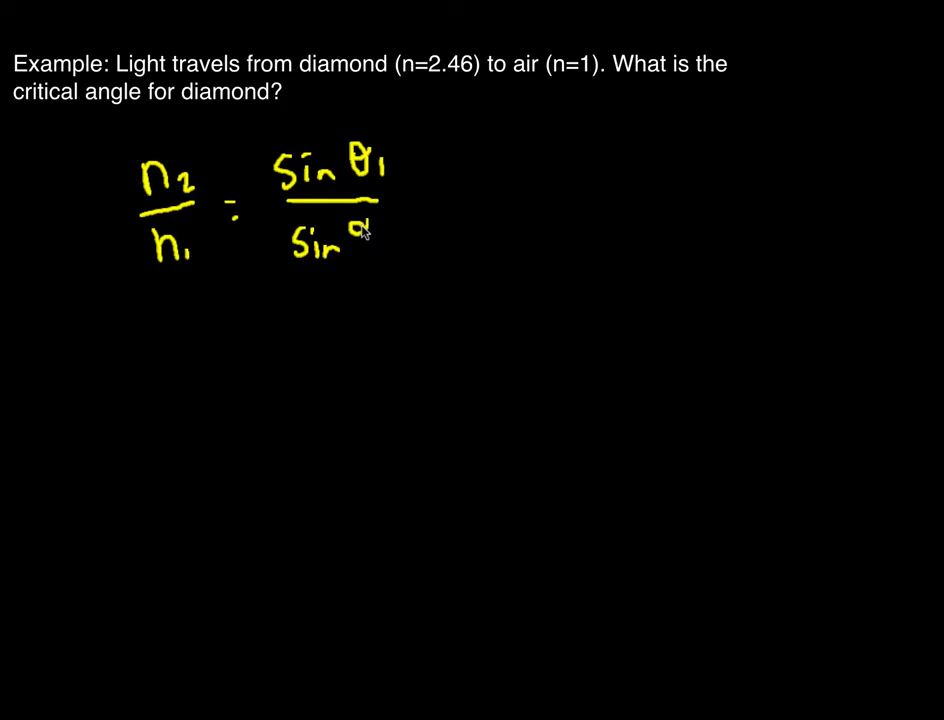 Example: Light travels from diamond (n=2.46) to air (n=1). What is the
critical angle for diamond?
n₂ = sin θ₁
n₁ sin